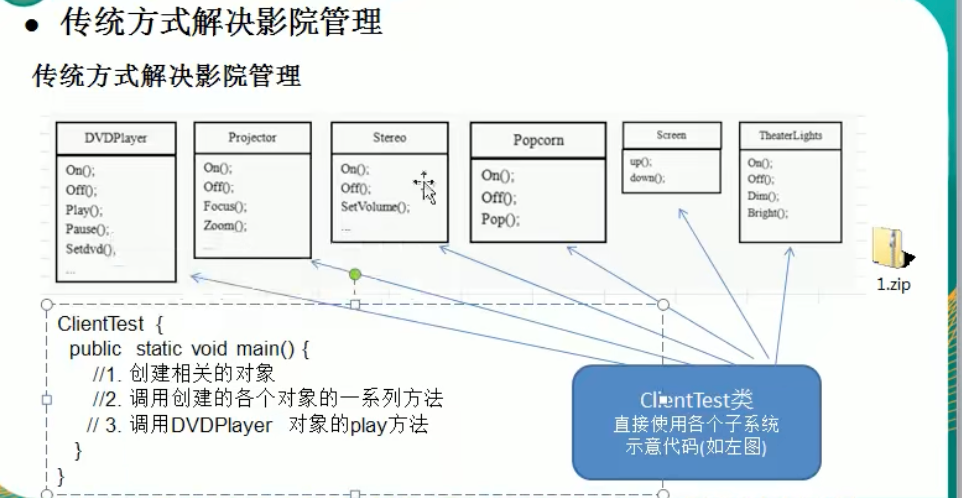 ● 传统方式解决影院管理
传统方式解决影院管理
DVDPlayer
On();
Off();
Play();
Pause();
Setdvd();
...
Projector
On();
Off();
Focus();
Zoom();
...
Stereo
On();
Off();
SetVolume();
...
Popcorn
On();
Off();
Pop();
Screen
up();
down();
TheaterLights
On();
Off();
Dim();
Bright();
1.zip
ClientTest {
public static void main() {
//1. 创建相关的对象
//2. 调用创建的各个对象的一系列方法
// 3. 调用DVDPlayer 对象的play方法
}
}
ClientTest类
直接使用各个子系统
示意代码(如左图)